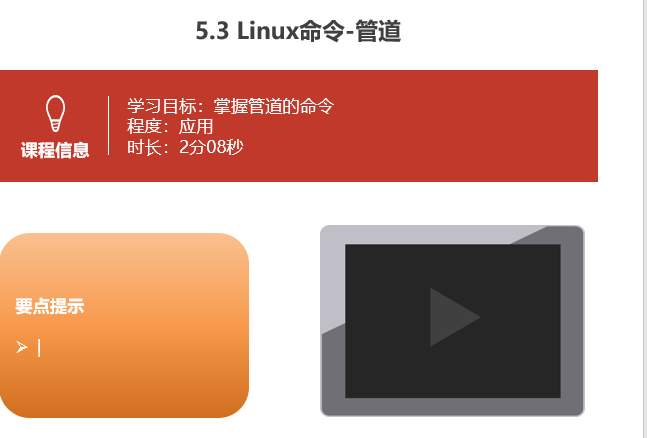 5.3 Linux命令-管道
学习目标：掌握管道的命令
程度：应用
时长：2分08秒
课程信息
要点提示
➢ |